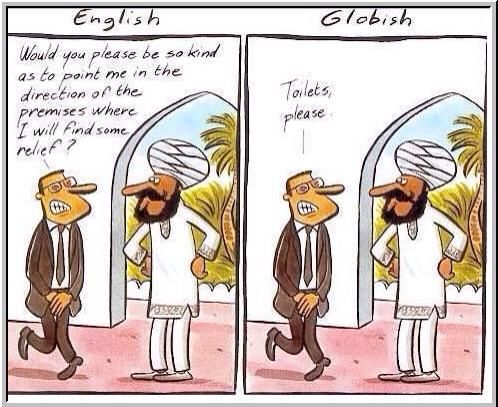 English
Would you please be so kind
as to point me in the
direction of the
premises where
I will find some
relief?
Globish
Toilets,
please.